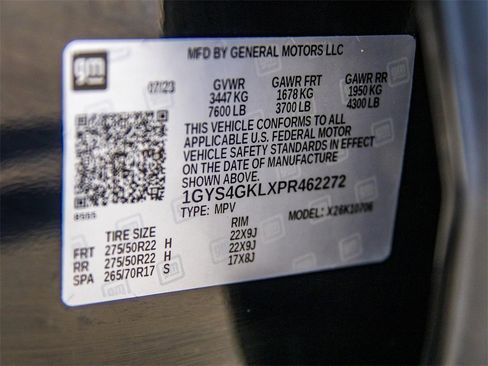 gm
MFD BY GENERAL MOTORS LLC
07/23
GVWR GAWR FRT GAWR RR
3447 KG 1678 KG 1950 KG
7600 LB 3700 LB 4300 LB
THIS VEHICLE CONFORMS TO ALL
APPLICABLE U.S. FEDERAL MOTOR
VEHICLE SAFETY STANDARDS IN EFFECT
ON THE DATE OF MANUFACTURE
SHOWN ABOVE.
1GYS4GKLXPR462272
TYPE: MPV MODEL: X26K10706
TIRE SIZE RIM
FRT 275/50R22 H 22X9J
RR 275/50R22 H 22X9J
SPA 265/70R17 S 17X8J